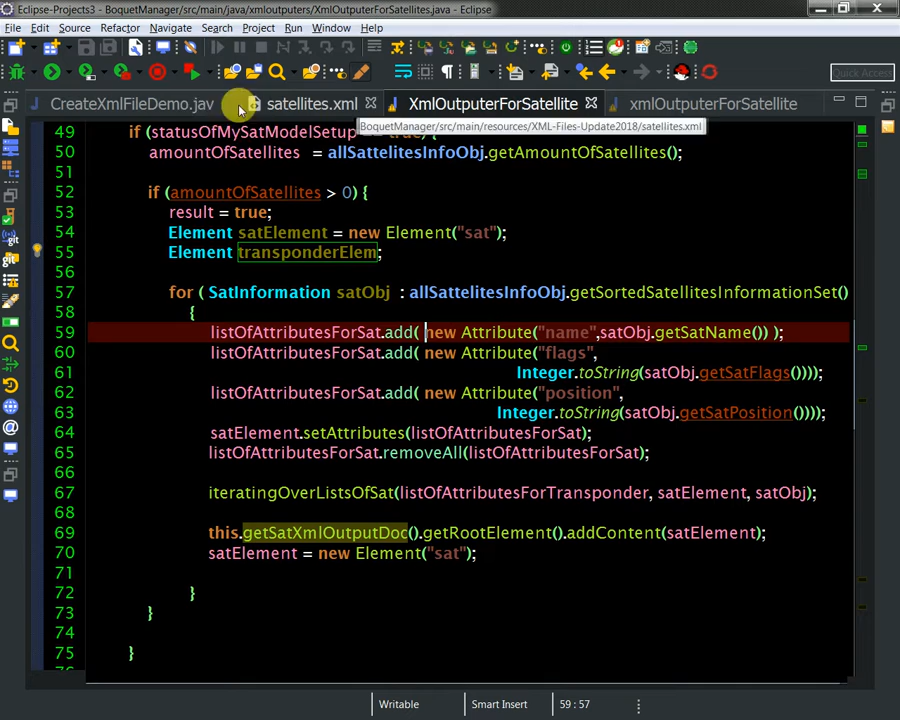 Eclipse-Projects3 - BoquetManager/src/main/java/xmloutputers/XmlOutputerForSatellites.java - Eclipse
File Edit Source Refactor Navigate Search Project Run Window Help
Quick Access
CreateXmlFileDemo.java satellites.xml XmlOutputerForSatellite xmlOutputerForSatellite
BoquetManager/src/main/resources/XML-Files-Update2018/satellites.xml
49 if (statusOfMySatModelSetup == true) {
50 amountOfSatellites = allSattelitesInfoObj.getAmountOfSatellites();
51
52 if (amountOfSatellites > 0) {
53 result = true;
54 Element satElement = new Element("sat");
55 Element transponderElem;
56
57 for ( SatInformation satObj : allSattelitesInfoObj.getSortedSatellitesInformationSet()
58 {
59 listOfAttributesForSat.add( new Attribute("name",satObj.getSatName()) );
60 listOfAttributesForSat.add( new Attribute("flags",
61 Integer.toString(satObj.getSatFlags())));
62 listOfAttributesForSat.add( new Attribute("position",
63 Integer.toString(satObj.getSatPosition())));
64 satElement.setAttributes(listOfAttributesForSat);
65 listOfAttributesForSat.removeAll(listOfAttributesForSat);
66
67 iteratingOverListsOfSat(listOfAttributesForTransponder, satElement, satObj);
68
69 this.getSatXmlOutputDoc().getRootElement().addContent(satElement);
70 satElement = new Element("sat");
71
72 }
73 }
74
75 }
Writable Smart Insert 59 : 57